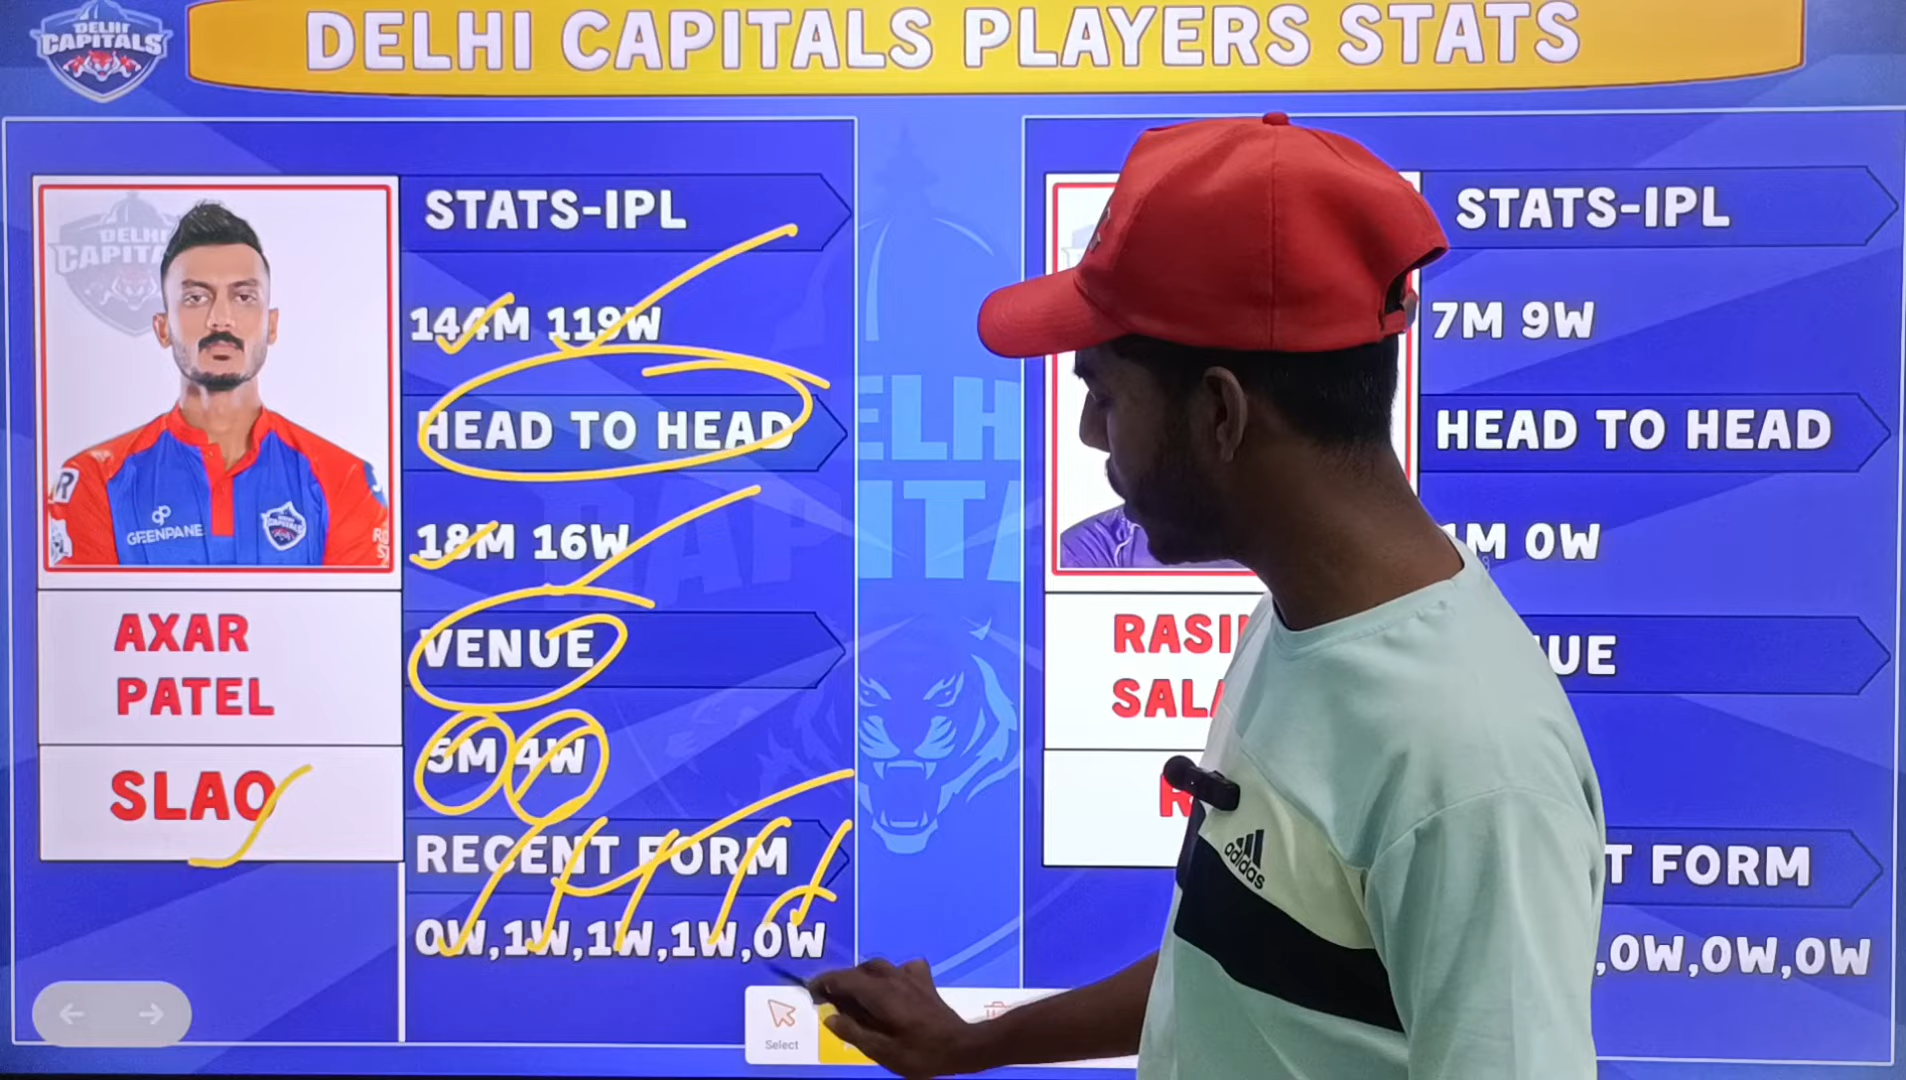 DELHI CAPITALS
DELHI CAPITALS PLAYERS STATS
STATS-IPL
144M 119W
HEAD TO HEAD
18M 16W
VENUE
5M 4W
RECENT FORM
0W,1W,1W,1W,0W
DELHI
GREENPANE
AXAR
PATEL
SLAO
STATS-IPL
7M 9W
HEAD TO HEAD
1M 0W
T FORM
,0W,0W,0W
adidas
Select